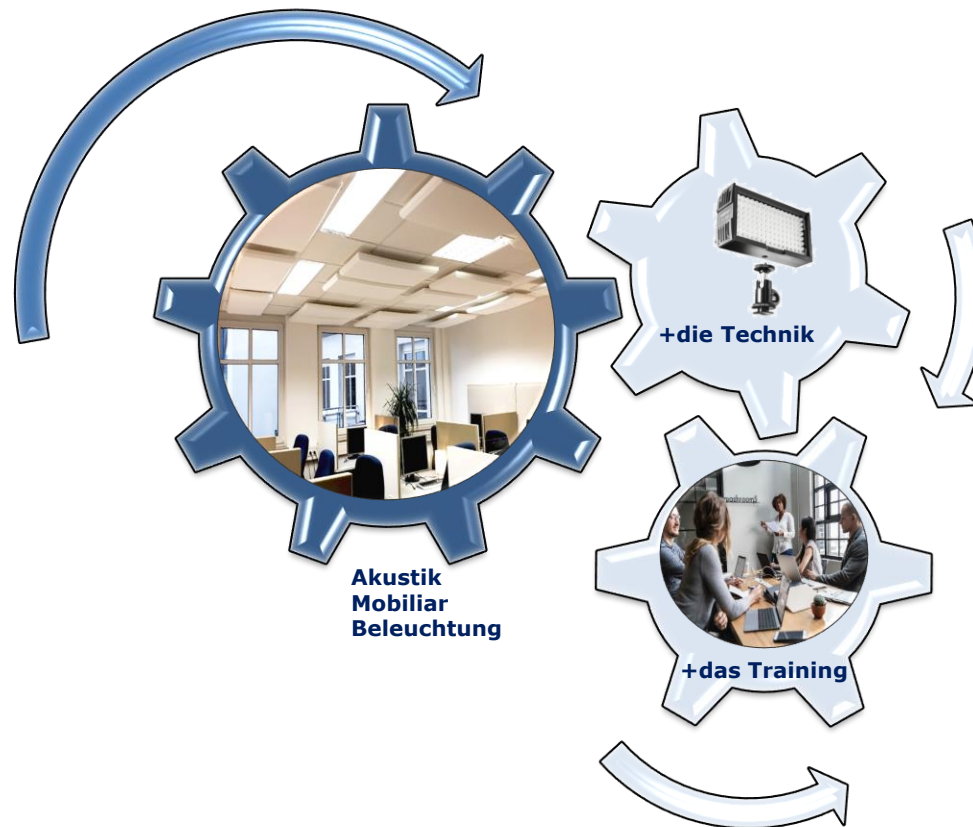 +die Technik
Akustik
Mobiliar
Beleuchtung
+das Training